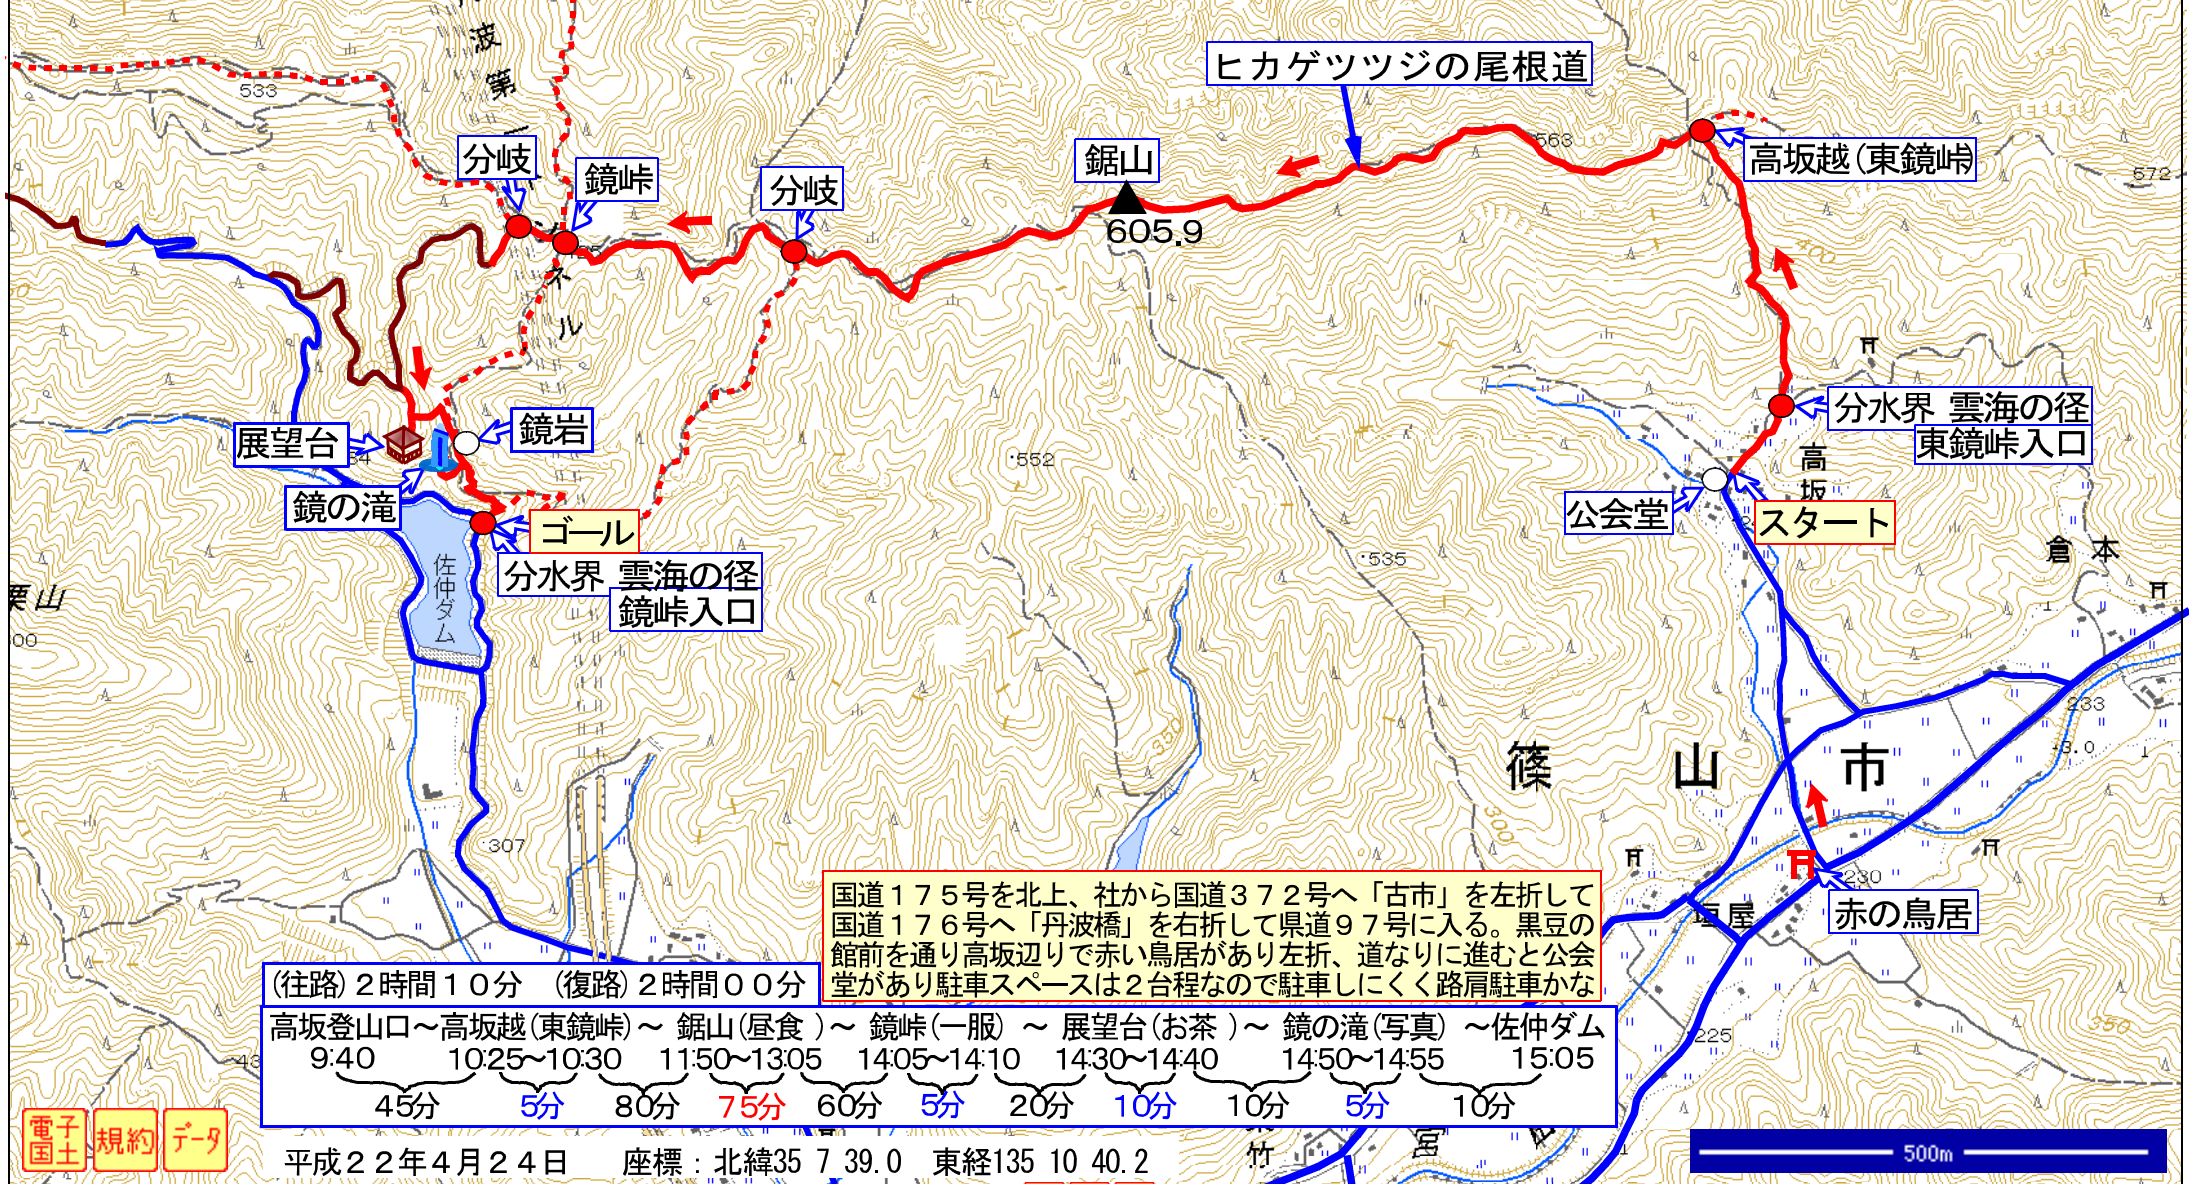 波
第
ヒカゲツツジの尾根道
533
563
分岐
鏡峠
分岐
鋸山
高坂越(東鏡峠)
572
605.9
ネ
ル
400
分水界 雲海の径
東鏡峠入口
展望台
鏡岩
高
坂
552
鏡の滝
公会堂
スタート
ゴール
535
倉本
佐仲ダム
分水界 雲海の径
鏡峠入口
栗山
233
350
篠山市
3.0
300
307
230
垣屋
赤の鳥居
国道175号を北上、社から国道372号へ「古市」を左折して
国道176号へ「丹波橋」を右折して県道97号に入る。黒豆の
館前を通り高坂辺りで赤い鳥居があり左折、道なりに進むと公会
堂があり駐車スペースは2台程なので駐車しにくく路肩駐車かな
(往路)2時間10分 (復路)2時間00分
高坂登山口～高坂越(東鏡峠)～ 鋸山(昼食 )～ 鏡峠(一服) ～ 展望台(お茶 )～ 鏡の滝(写真) ～佐仲ダム
9:40 10:25～10:30 11:50～13:05 14:05～14:10 14:30～14:40 14:50～14:55 15:05
45分 5分 80分 75分 60分 5分 20分 10分 10分 5分 10分
225
350
電子
国土
規約
データ
竹
宮
平成22年4月24日 座標：北緯35 7 39.0 東経135 10 40.2
500m